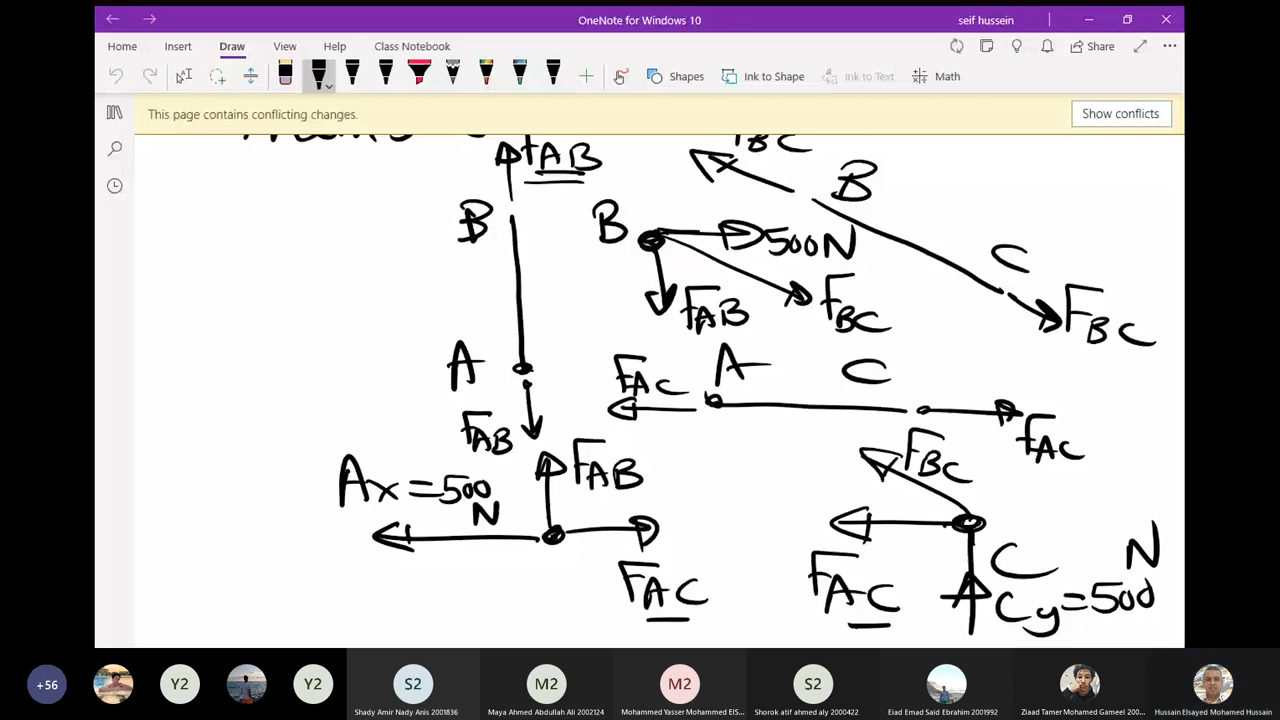 OneNote for Windows 10
seif hussein
Home Insert Draw View Help Class Notebook
Share
Shapes
Ink to Shape
Ink to Text
Math
This page contains conflicting changes.
Show conflicts
FAB
FBC
B
B
B
500N
C
FAB
FBC
FBC
A
A
C
FAC
FAC
FAB
FAB
FBC
Ax=500
N
C
N
FAC
FAC
Cy=500
+56
Y2
Y2
S2
M2
M2
S2
Shady Amir Nady Anis 2001836
Maya Ahmed Abdullah Ali 2002124
Mohammed Yasser Mohammed ElS...
Shorok atif ahmed aly 2000422
Eiad Emad Said Ebrahim 2001992
Ziaad Tamer Mohamed Gameel 200...
Hussain Elsayed Mohamed Hussain